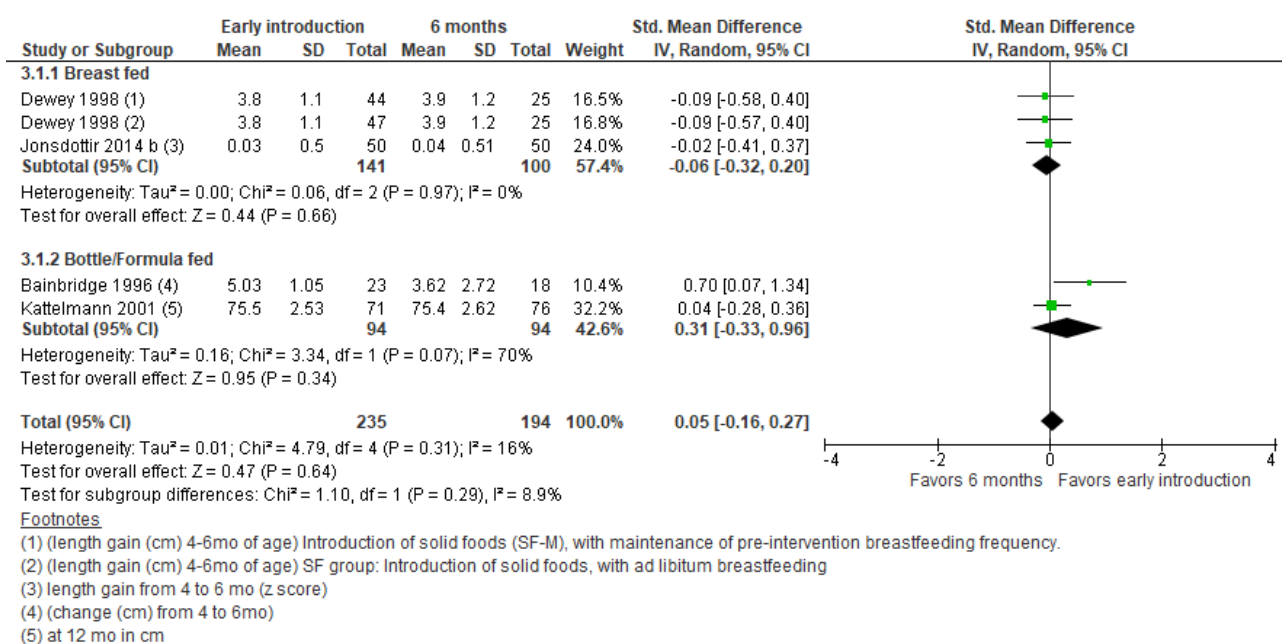 Early introduction 6 months Std. Mean Difference Std. Mean Difference
Study or Subgroup Mean SD Total Mean SD Total Weight IV, Random, 95% CI IV, Random, 95% CI
3.1.1 Breast fed
Dewey 1998 (1) 3.8 1.1 44 3.9 1.2 25 16.5% -0.09 [-0.58, 0.40]
Dewey 1998 (2) 3.8 1.1 47 3.9 1.2 25 16.8% -0.09 [-0.57, 0.40]
Jonsdottir 2014 b (3) 0.03 0.5 50 0.04 0.51 50 24.0% -0.02 [-0.41, 0.37]
Subtotal (95% CI) 141 100 57.4% -0.06 [-0.32, 0.20]
Heterogeneity: Tau² = 0.00; Chi² = 0.06, df = 2 (P = 0.97); I² = 0%
Test for overall effect: Z = 0.44 (P = 0.66)
3.1.2 Bottle/Formula fed
Bainbridge 1996 (4) 5.03 1.05 23 3.62 2.72 18 10.4% 0.70 [0.07, 1.34]
Kattelmann 2001 (5) 75.5 2.53 71 75.4 2.62 76 32.2% 0.04 [-0.28, 0.36]
Subtotal (95% CI) 94 94 42.6% 0.31 [-0.33, 0.96]
Heterogeneity: Tau² = 0.16; Chi² = 3.34, df = 1 (P = 0.07); I² = 70%
Test for overall effect: Z = 0.95 (P = 0.34)
Total (95% CI) 235 194 100.0% 0.05 [-0.16, 0.27]
Heterogeneity: Tau² = 0.01; Chi² = 4.79, df = 4 (P = 0.31); I² = 16%
Test for overall effect: Z = 0.47 (P = 0.64)
Test for subgroup differences: Chi² = 1.10, df = 1 (P = 0.29), I² = 8.9%
-4 -2 0 2 4
Favors 6 months Favors early introduction
Footnotes
(1) (length gain (cm) 4-6mo of age) Introduction of solid foods (SF-M), with maintenance of pre-intervention breastfeeding frequency.
(2) (length gain (cm) 4-6mo of age) SF group: Introduction of solid foods, with ad libitum breastfeeding
(3) length gain from 4 to 6 mo (z score)
(4) (change (cm) from 4 to 6mo)
(5) at 12 mo in cm